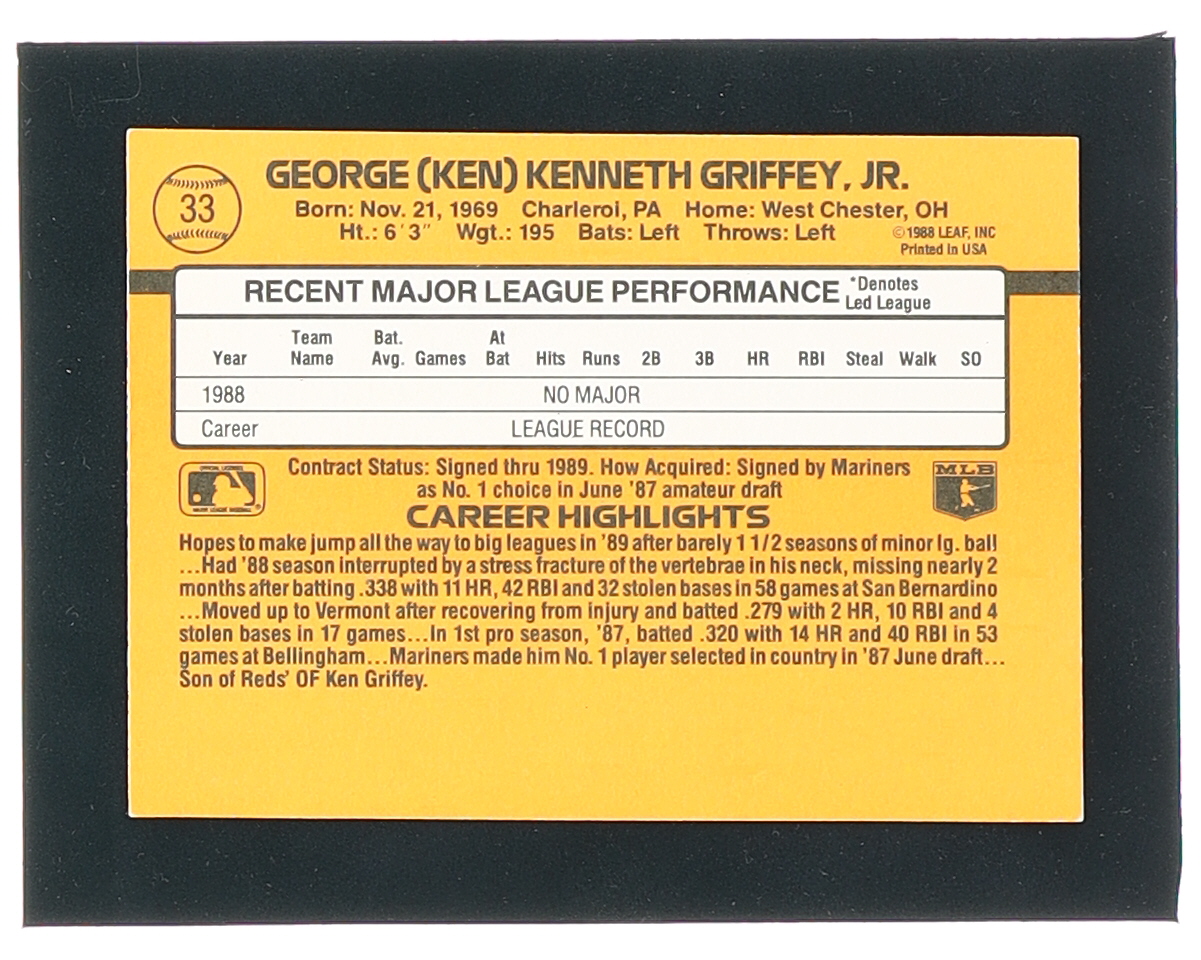 33
GEORGE (KEN) KENNETH GRIFFEY, JR.
Born: Nov. 21, 1969 Charleroi, PA Home: West Chester, OH
Ht.: 6'3" Wgt.: 195 Bats: Left Throws: Left
©1988 LEAF, INC
Printed in USA
RECENT MAJOR LEAGUE PERFORMANCE
*Denotes
Led League
Year Team Name Bat. Avg. Games At Bat Hits Runs 2B 3B HR RBI Steal Walk SO
1988 NO MAJOR
Career LEAGUE RECORD
Contract Status: Signed thru 1989. How Acquired: Signed by Mariners
as No. 1 choice in June '87 amateur draft
MLB
CAREER HIGHLIGHTS
Hopes to make jump all the way to big leagues in '89 after barely 1 1/2 seasons of minor lg. ball
...Had '88 season interrupted by a stress fracture of the vertebrae in his neck, missing nearly 2
months after batting .338 with 11 HR, 42 RBI and 32 stolen bases in 58 games at San Bernardino
...Moved up to Vermont after recovering from injury and batted .279 with 2 HR, 10 RBI and 4
stolen bases in 17 games...In 1st pro season, '87, batted .320 with 14 HR and 40 RBI in 53
games at Bellingham...Mariners made him No. 1 player selected in country in '87 June draft...
Son of Reds' OF Ken Griffey.